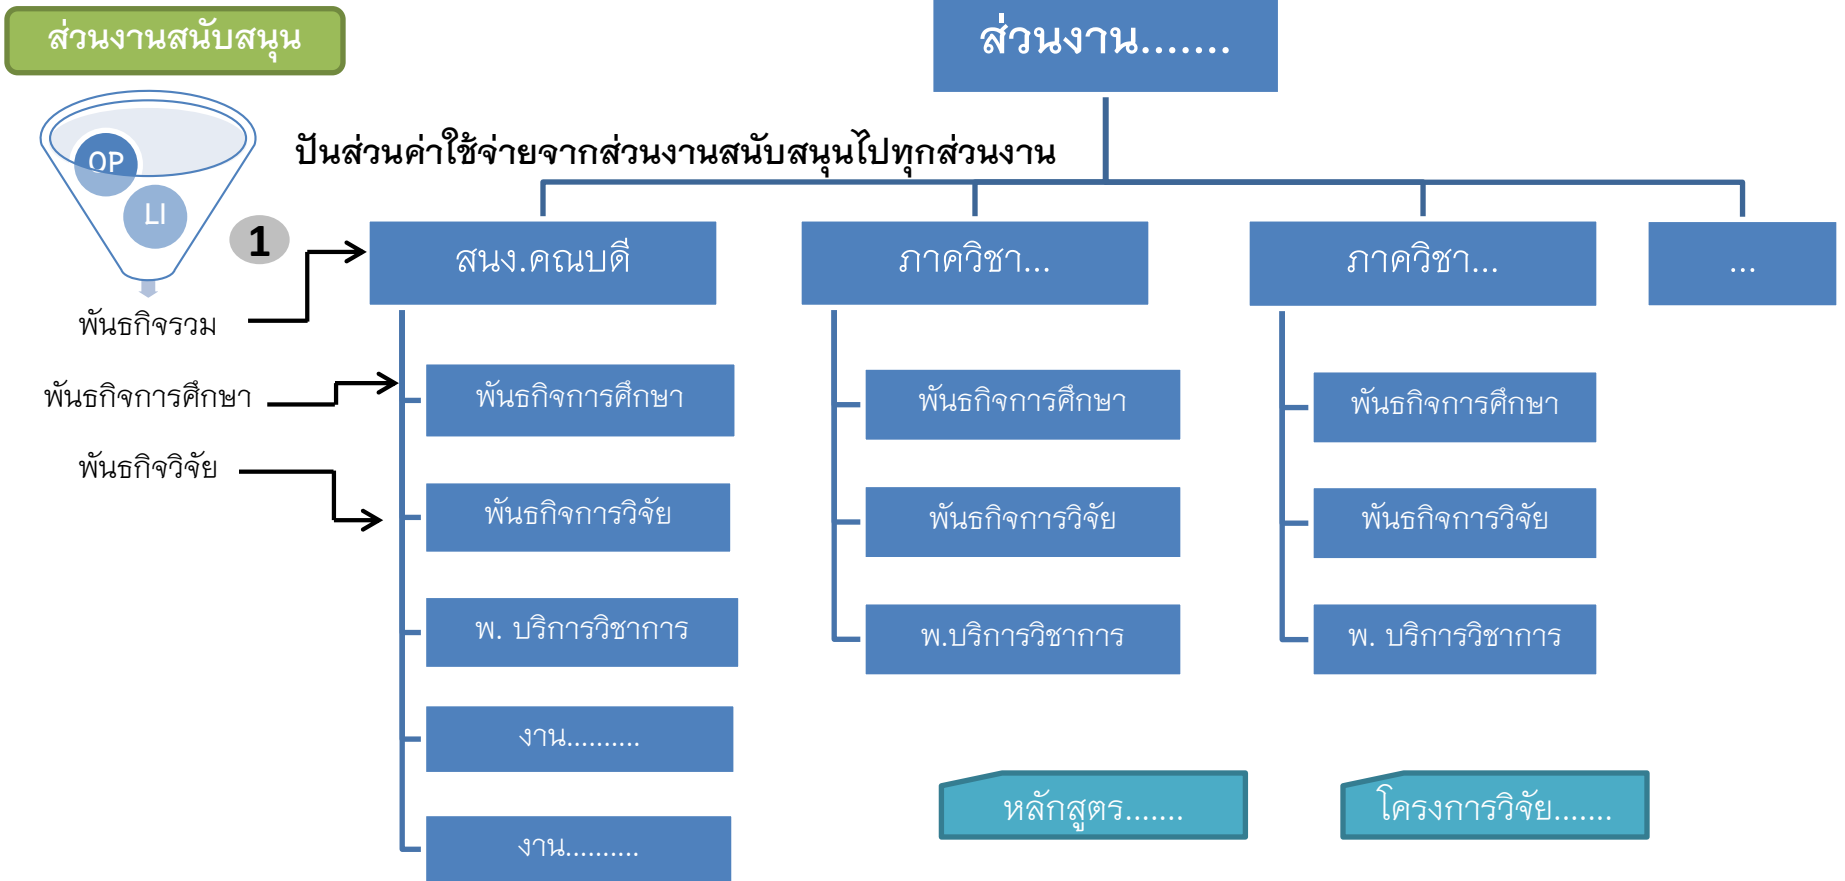 ส่วนงานสนับสนุน
ส่วนงาน.......
OP
LI
ปันส่วนค่าใช้จ่ายจากส่วนงานสนับสนุนไปทุกส่วนงาน
1
สนง.คณบดี
ภาควิชา...
ภาควิชา...
...
พันธกิจรวม
พันธกิจการศึกษา
พันธกิจวิจัย
พันธกิจการศึกษา
พันธกิจการศึกษา
พันธกิจการศึกษา
พันธกิจการวิจัย
พันธกิจการวิจัย
พันธกิจการวิจัย
พ. บริการวิชาการ
พ.บริการวิชาการ
พ. บริการวิชาการ
งาน..........
งาน..........
หลักสูตร.......
โครงการวิจัย.......